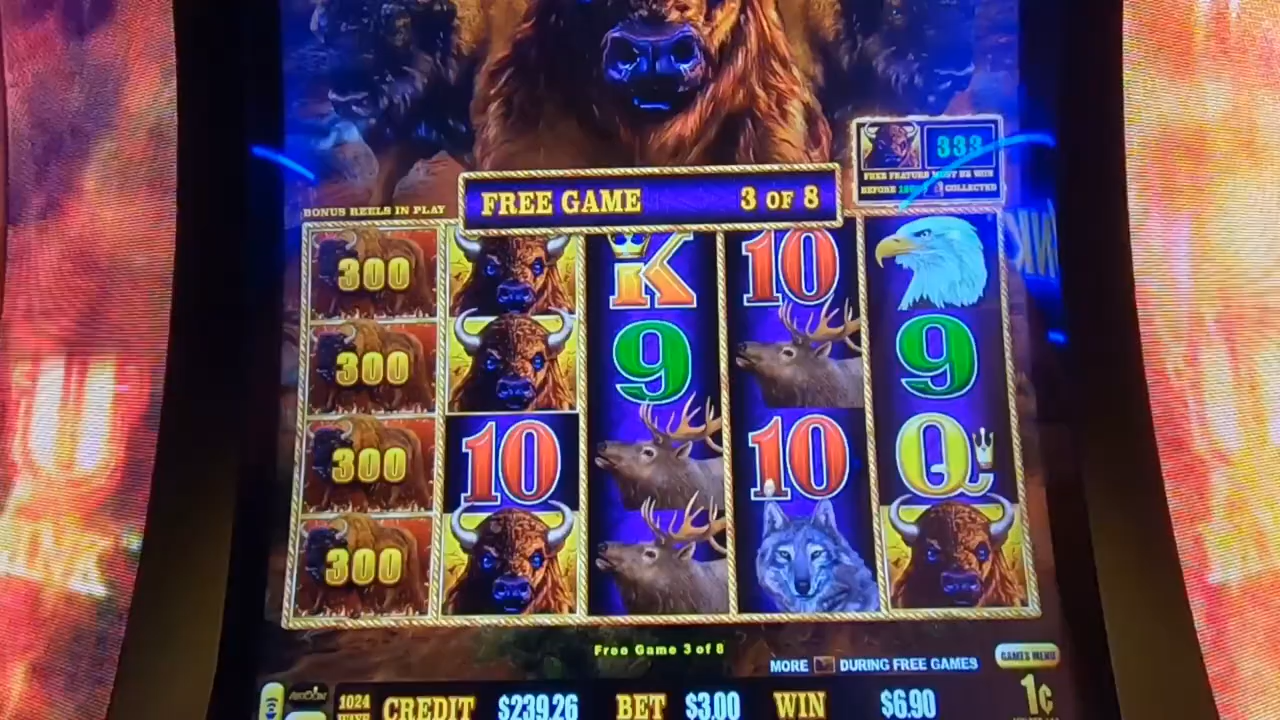 333
FREE FEATURE MUST BE WON
BEFORE COLLECTED
FREE GAME 3 OF 8
BONUS REELS IN PLAY
300 K 10
300 9
300 10 10 Q
300
9
Free Game 3 of 8
MORE DURING FREE GAMES
GAMES MENU
1024
WAYS
CREDIT $239.26 BET $3.00 WIN $6.90
1¢